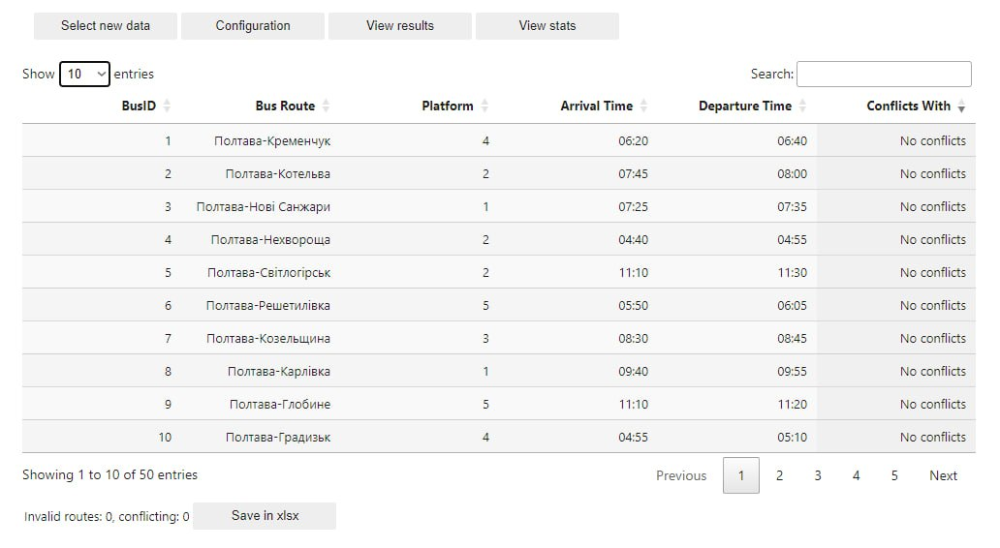 Select new data Configuration View results View stats
Show 10 entries Search:
BusID Bus Route Platform Arrival Time Departure Time Conflicts With
1 Полтава-Кременчук 4 06:20 06:40 No conflicts
2 Полтава-Котельва 2 07:45 08:00 No conflicts
3 Полтава-Нові Санжари 1 07:25 07:35 No conflicts
4 Полтава-Нехвороща 2 04:40 04:55 No conflicts
5 Полтава-Світлогірськ 2 11:10 11:30 No conflicts
6 Полтава-Решетилівка 5 05:50 06:05 No conflicts
7 Полтава-Козельщина 3 08:30 08:45 No conflicts
8 Полтава-Карлівка 1 09:40 09:55 No conflicts
9 Полтава-Глобине 5 11:10 11:20 No conflicts
10 Полтава-Градизьк 4 04:55 05:10 No conflicts
Showing 1 to 10 of 50 entries Previous 1 2 3 4 5 Next
Invalid routes: 0, conflicting: 0 Save in xlsx